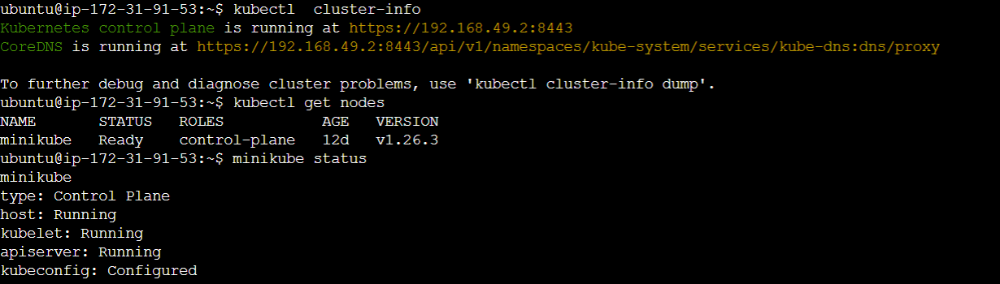 ubuntu@ip-172-31-91-53:~$ kubectl  cluster-info
Kubernetes control plane is running at https://192.168.49.2:8443
CoreDNS is running at https://192.168.49.2:8443/api/v1/namespaces/kube-system/services/kube-dns:dns/proxy

To further debug and diagnose cluster problems, use 'kubectl cluster-info dump'.
ubuntu@ip-172-31-91-53:~$ kubectl get nodes
NAME       STATUS   ROLES           AGE   VERSION
minikube   Ready    control-plane   12d   v1.26.3
ubuntu@ip-172-31-91-53:~$ minikube status
minikube
type: Control Plane
host: Running
kubelet: Running
apiserver: Running
kubeconfig: Configured